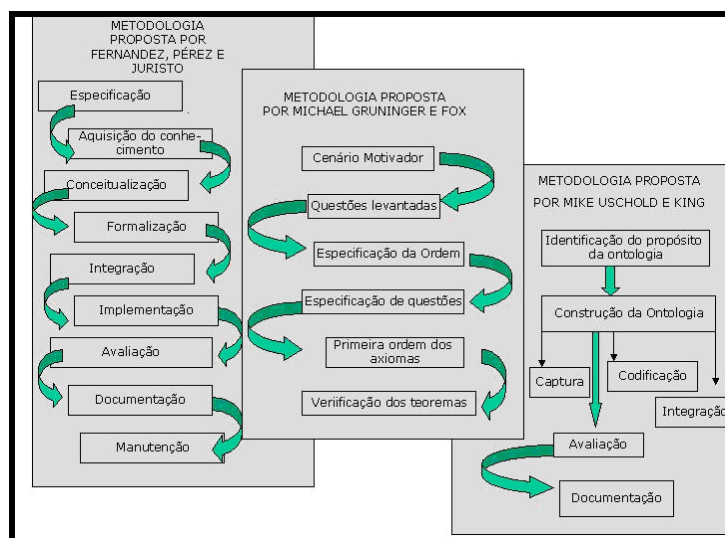 METODOLOGIA
PROPOSTA POR
FERNANDEZ, PÉREZ E
JURISTO
Especificação
Aquisição do conhe-
cimento
Conceitualização
Formalização
Integração
Implementação
Avaliação
Documentação
Manutenção
METODOLOGIA PROPOSTA
POR MICHAEL GRUNINGER E FOX
Cenário Motivador
Questões levantadas
Especificação da Ordem
Especificação de questões
Primeira ordem dos
axiomas
Veriificação dos teoremas
METODOLOGIA PROPOSTA
POR MIKE USCHOLD E KING
Identificação do propósito
da ontologia
Construção da Ontologia
Captura
Codificação
Integração
Avaliação
Documentação